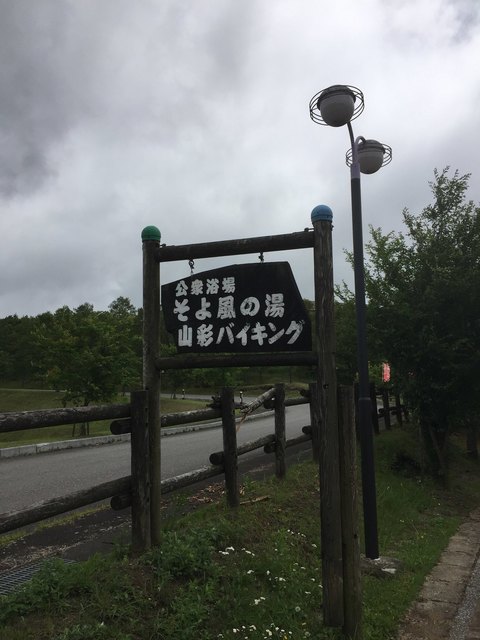 公衆浴場
そよ風の湯
山彩バイキング